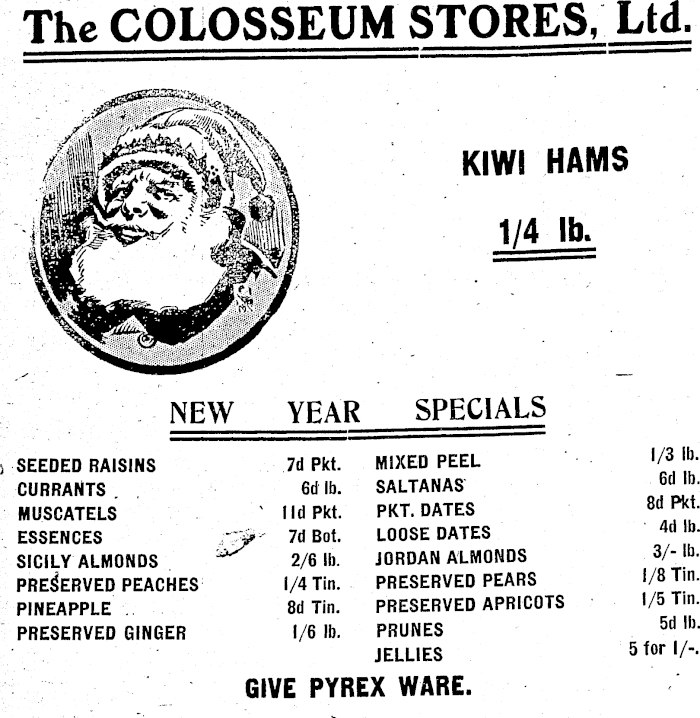 The COLOSSEUM STORES, Ltd.
KIWI HAMS
1/4 lb.
NEW YEAR SPECIALS
SEEDED RAISINS 7d Pkt.
CURRANTS 6d lb.
MUSCATELS 11d Pkt.
ESSENCES 7d Bot.
SICILY ALMONDS 2/6 lb.
PRESERVED PEACHES 1/4 Tin.
PINEAPPLE 8d Tin.
PRESERVED GINGER 1/6 lb.
MIXED PEEL 1/3 lb.
SALTANAS 6d lb.
PKT. DATES 8d Pkt.
LOOSE DATES 4d lb.
JORDAN ALMONDS 3/- lb.
PRESERVED PEARS 1/8 Tin.
PRESERVED APRICOTS 1/5 Tin.
PRUNES 5d lb.
JELLIES 5 for 1/-.
GIVE PYREX WARE.